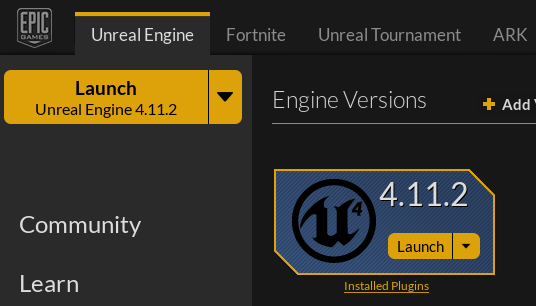 EPIC
GAMES
Unreal Engine
Fortnite
Unreal Tournament
ARK
Launch
Unreal Engine 4.11.2
Engine Versions
Add
4.11.2
4
Launch
Installed Plugins
Community
Learn